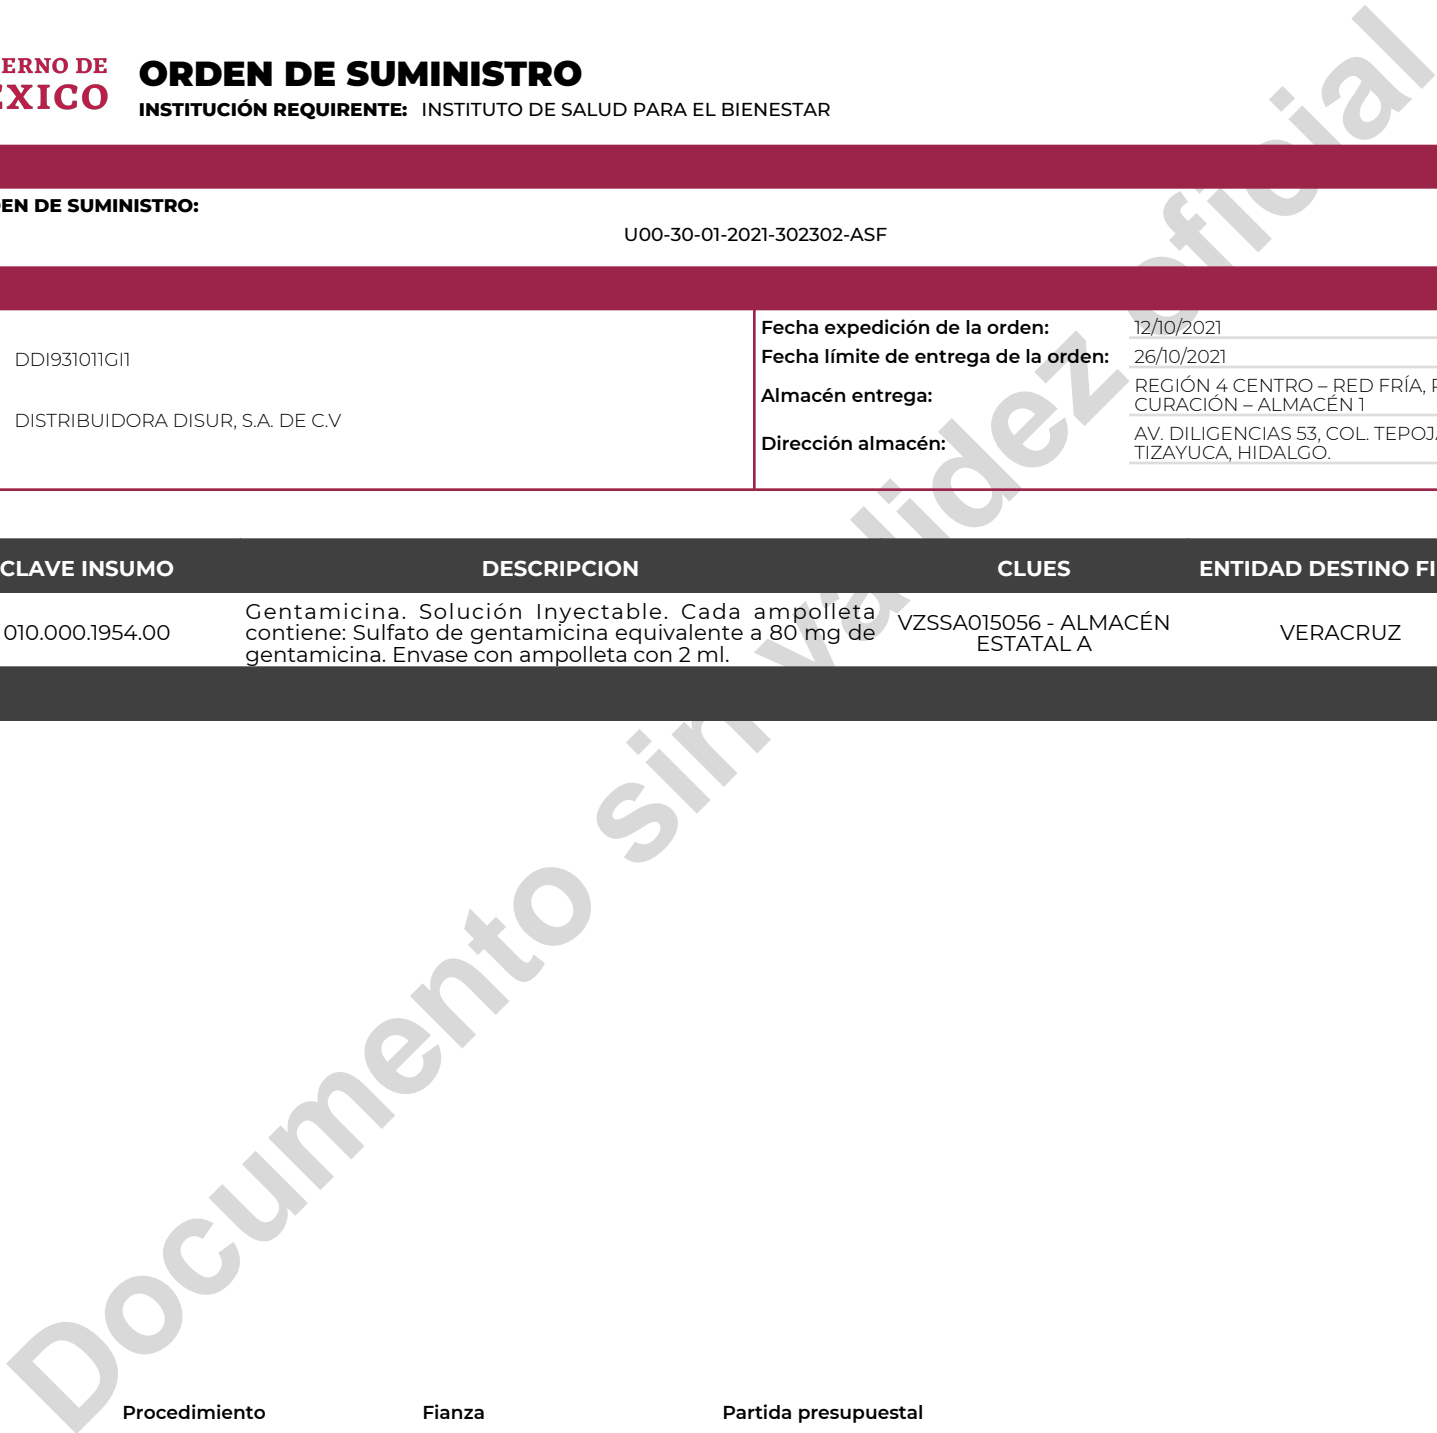 ERNO DE
XICO
ORDEN DE SUMINISTRO
INSTITUCIÓN REQUIRENTE: INSTITUTO DE SALUD PARA EL BIENESTAR
EN DE SUMINISTRO:
U00-30-01-2021-302302-ASF
DDI931011GI1
DISTRIBUIDORA DISUR, S.A. DE C.V
Fecha expedición de la orden: 12/10/2021
Fecha límite de entrega de la orden: 26/10/2021
Almacén entrega: REGIÓN 4 CENTRO – RED FRÍA,
CURACIÓN – ALMACÉN 1
Dirección almacén: AV. DILIGENCIAS 53, COL. TEPOJ
TIZAYUCA, HIDALGO.
CLAVE INSUMO DESCRIPCION CLUES ENTIDAD DESTINO FI
010.000.1954.00
Gentamicina. Solución Inyectable. Cada ampolleta
contiene: Sulfato de gentamicina equivalente a 80 mg de
gentamicina. Envase con ampolleta con 2 ml.
VZSSA015056 - ALMACÉN
ESTATAL A
VERACRUZ
Documento sin validez oficial
Procedimiento Fianza Partida presupuestal